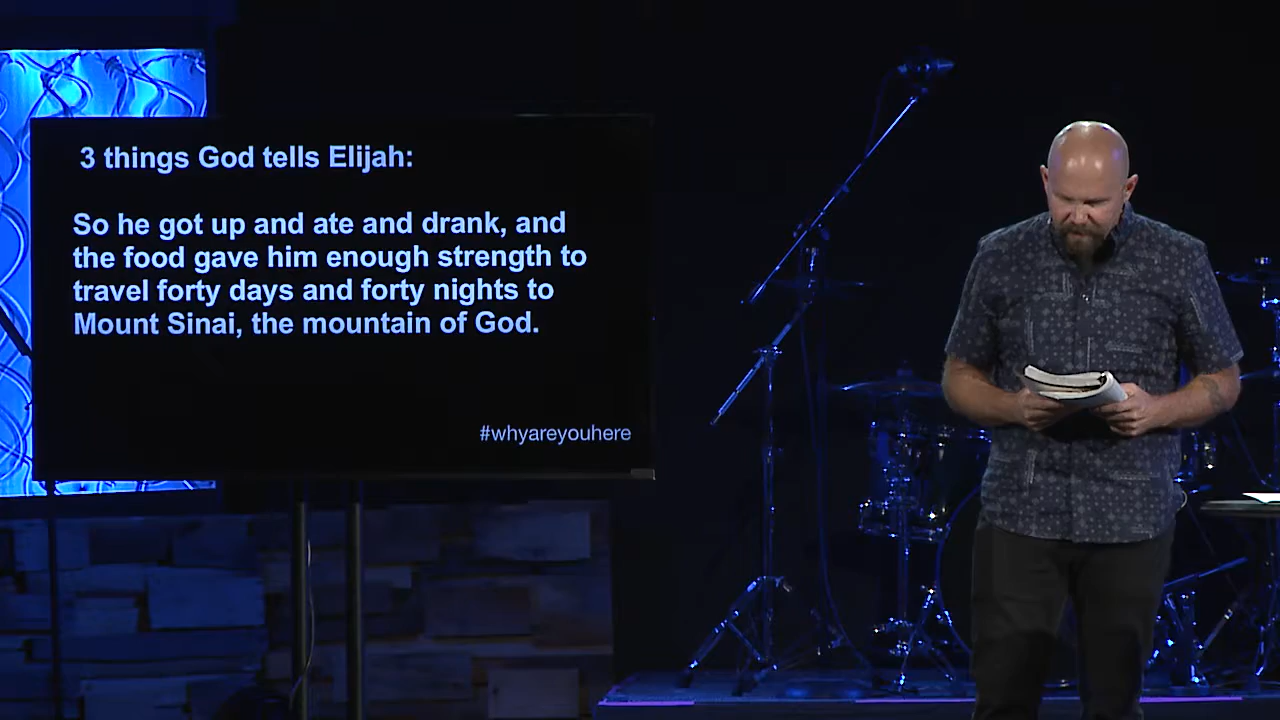 3 things God tells Elijah:
So he got up and ate and drank, and
the food gave him enough strength to
travel forty days and forty nights to
Mount Sinai, the mountain of God.
#whyareyouhere